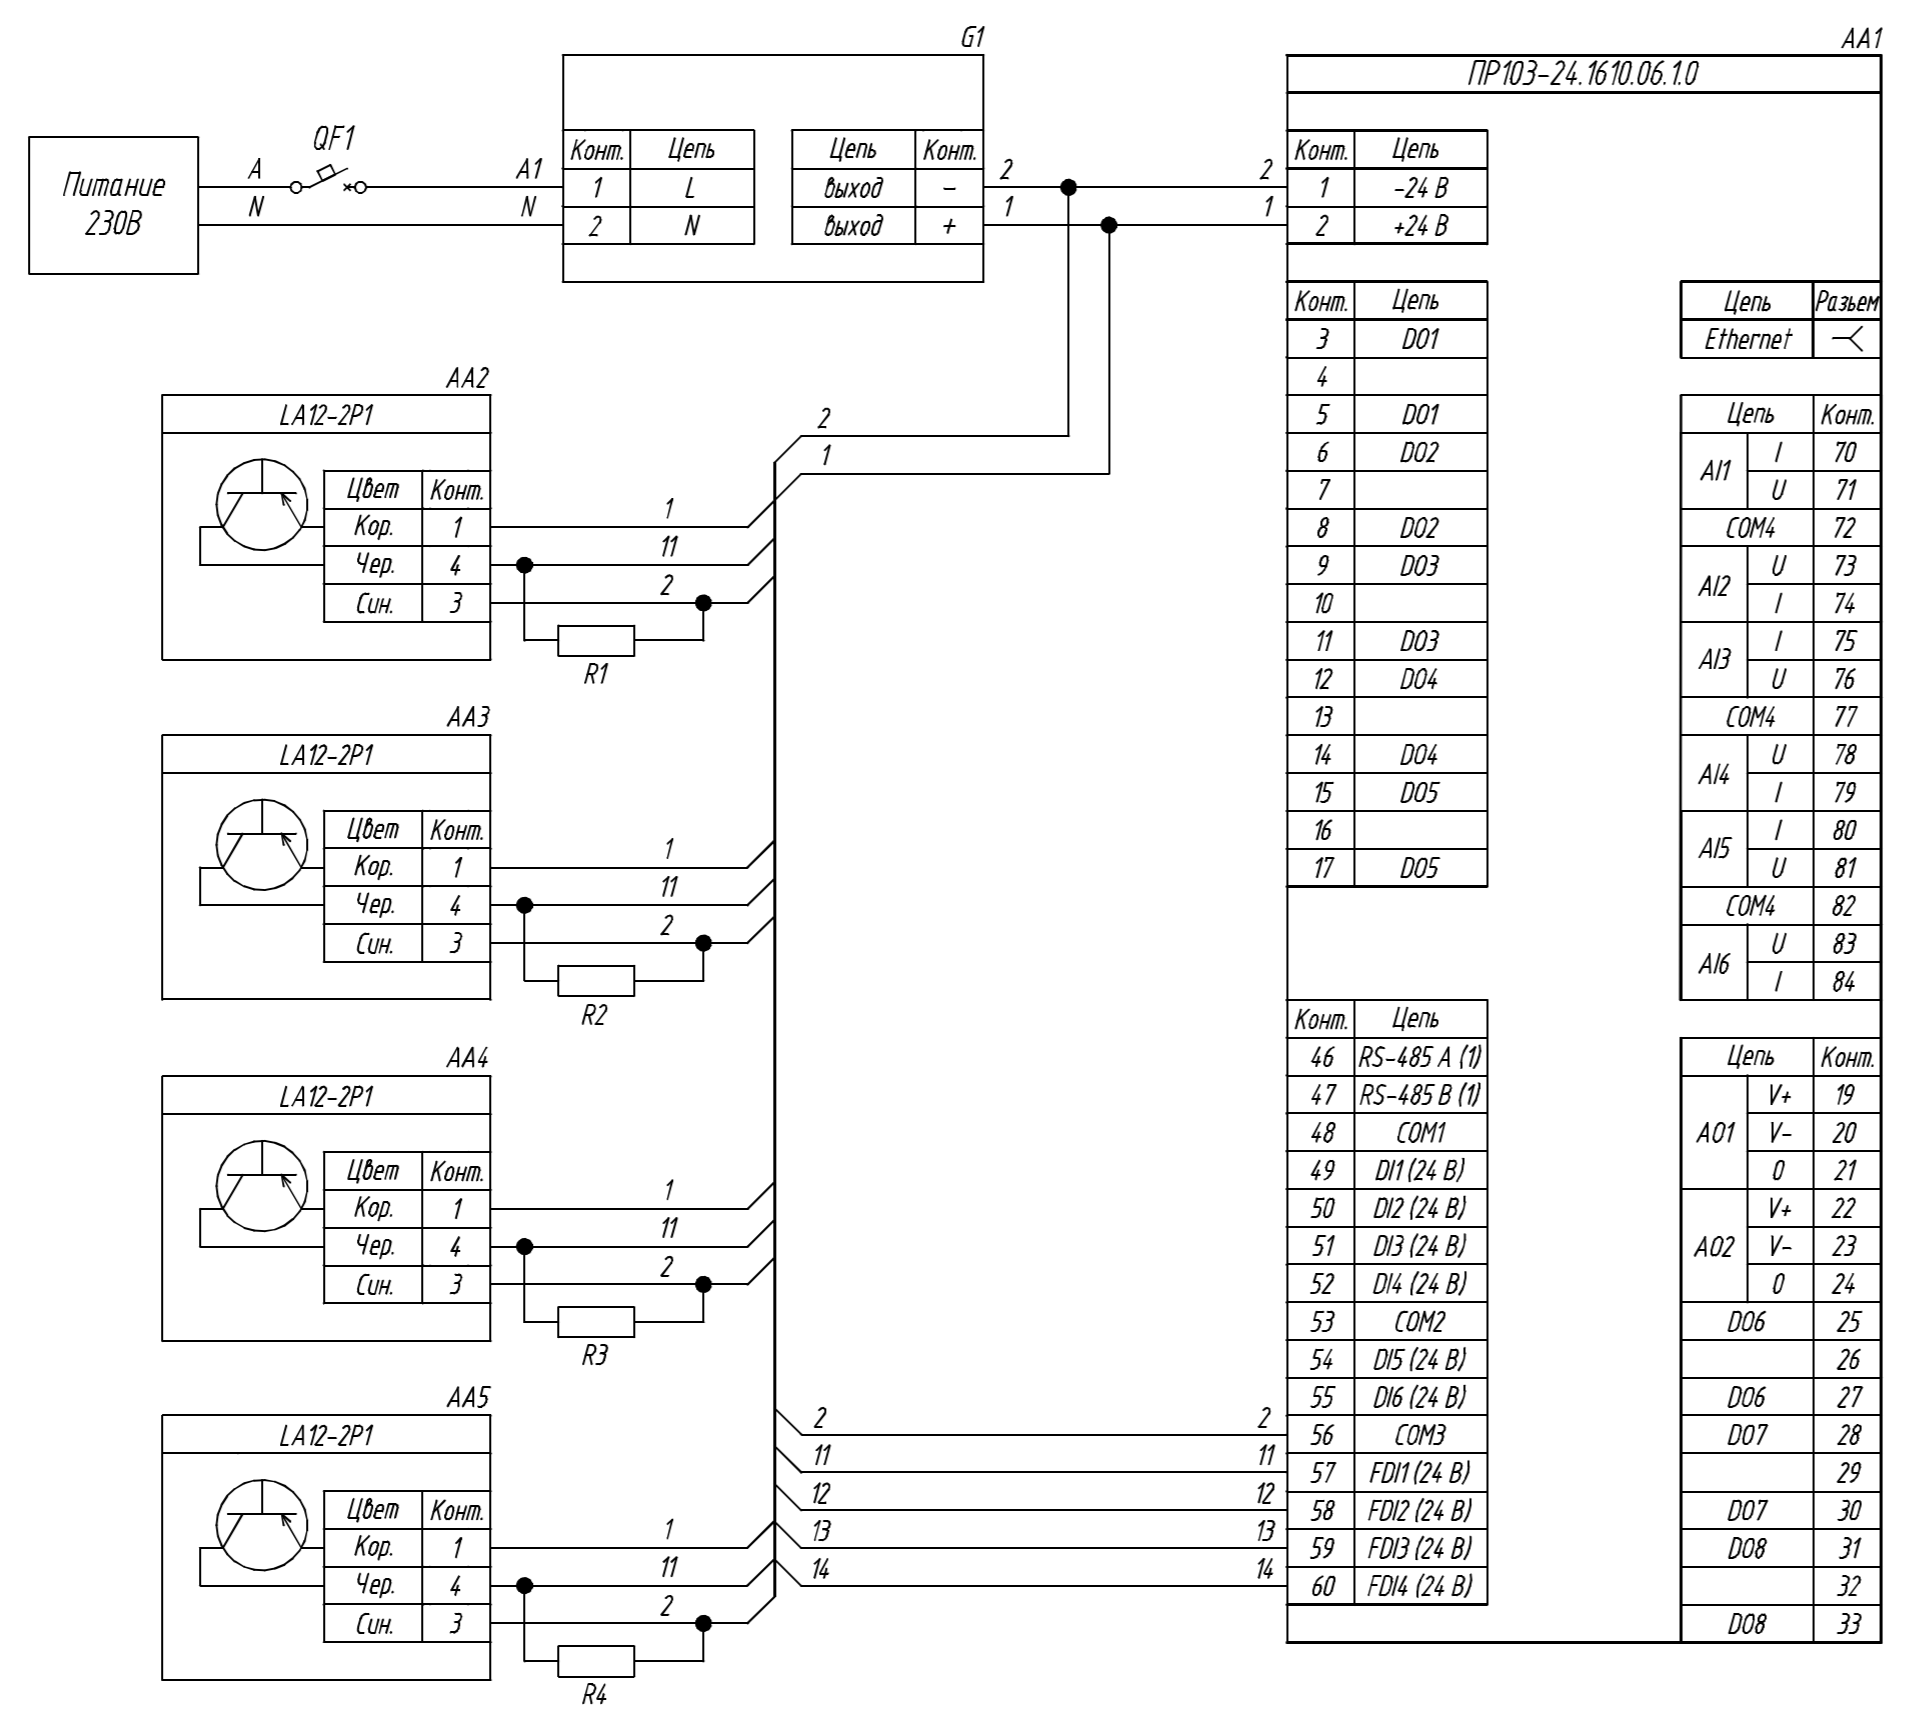 G1
AA1
ПР103-24.1610.06.1.0
QF1
Питание
230В
A
N
A1
N
Конт. Цепь
1 L
2 N
Цепь Конт.
выход -
выход +
2
1
2
1
Конт. Цепь
1 -24 В
2 +24 В
Конт. Цепь
3 DO1
4
5 DO1
6 DO2
7
8 DO2
9 DO3
10
11 DO3
12 DO4
13
14 DO4
15 DO5
16
17 DO5
Цепь Разъем
Ethernet
Цепь Конт.
AI1 I 70
U 71
COM4 72
AI2 U 73
I 74
AI3 I 75
U 76
COM4 77
AI4 U 78
I 79
AI5 I 80
U 81
COM4 82
AI6 U 83
I 84
2
1
AA2
LA12-2P1
Цвет Конт.
Кор. 1
Чер. 4
Син. 3
1
11
2
R1
AA3
LA12-2P1
Цвет Конт.
Кор. 1
Чер. 4
Син. 3
1
11
2
R2
AA4
LA12-2P1
Цвет Конт.
Кор. 1
Чер. 4
Син. 3
1
11
2
R3
AA5
LA12-2P1
Цвет Конт.
Кор. 1
Чер. 4
Син. 3
1
11
2
R4
2 2
11 11
12 12
13 13
14 14
Конт. Цепь
46 RS-485 A (1)
47 RS-485 B (1)
48 COM1
49 DI1 (24 В)
50 DI2 (24 В)
51 DI3 (24 В)
52 DI4 (24 В)
53 COM2
54 DI5 (24 В)
55 DI6 (24 В)
56 COM3
57 FDI1 (24 В)
58 FDI2 (24 В)
59 FDI3 (24 В)
60 FDI4 (24 В)
Цепь Конт.
AO1 V+ 19
V- 20
0 21
AO2 V+ 22
V- 23
0 24
DO6 25
26
DO6 27
DO7 28
29
DO7 30
DO8 31
32
DO8 33